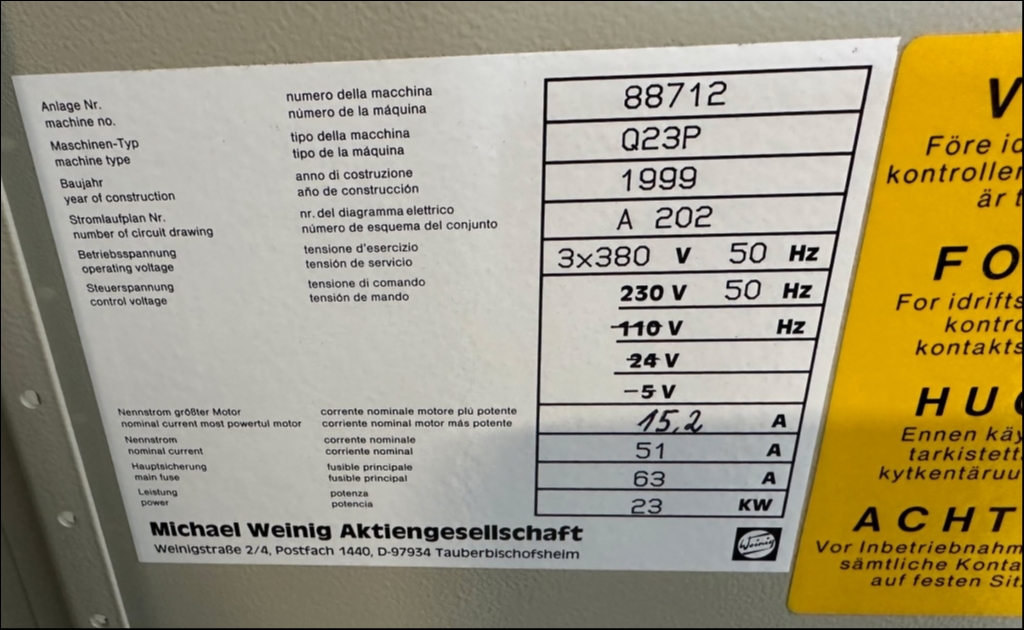 Anlage Nr. numero della macchina 88712
machine no. número de la máquina
Maschinen-Typ tipo della macchina Q23P
machine type tipo de la máquina
Baujahr anno di costruzione 1999
year of construction año de construcción
Stromlaufplan Nr. nr. del diagramma elettrico A 202
number of circuit drawing número de esquema del conjunto
Betriebsspannung tensione d'esercizio 3x380 V 50 Hz
operating voltage tensión de servicio
Steuerspannung tensione di comando 230 V 50 Hz
control voltage tensión de mando
110 V Hz
24 V
5 V
Nennstrom größter Motor corrente nominale motore plú potente 15,2 A
nominal current most powertul motor corriente nominal motor más potente
Nennstrom corrente nominale 51 A
nominal current corriente nominal
Hauptsicherung fusible principale 63 A
main fuse fusible principal
Leistung potenza 23 KW
power potencia
Michael Weinig Aktiengesellschaft
Weinigstraße 2/4, Postfach 1440, D-97934 Tauberbischofsheim
Weinig
V
Före
kontroller
är
FO
For idrifts
kontro
kontakts
HU
Ennen käy
tarkistett
kytkentäruu
ACHT
Vor Inbetriebnahm
sämtliche Konta
auf festen Sit